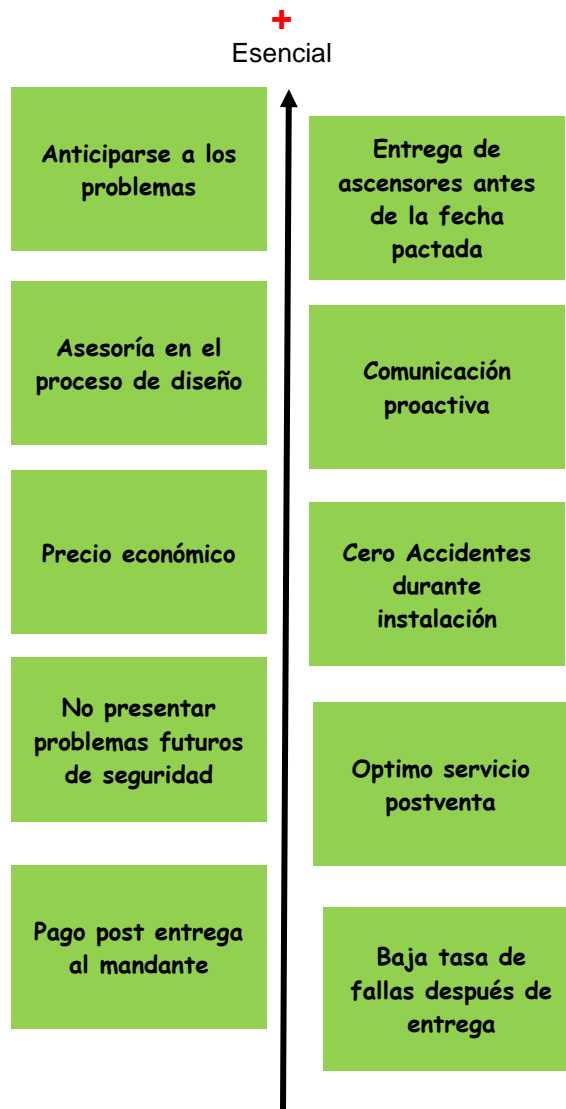 +
Esencial
Anticiparse a los
problemas
Entrega de
ascensores antes
de la fecha
pactada
Asesoría en el
proceso de diseño
Comunicación
proactiva
Precio económico
Cero Accidentes
durante
instalación
No presentar
problemas futuros
de seguridad
Optimo servicio
postventa
Pago post entrega
al mandante
Baja tasa de
fallas después de
entrega